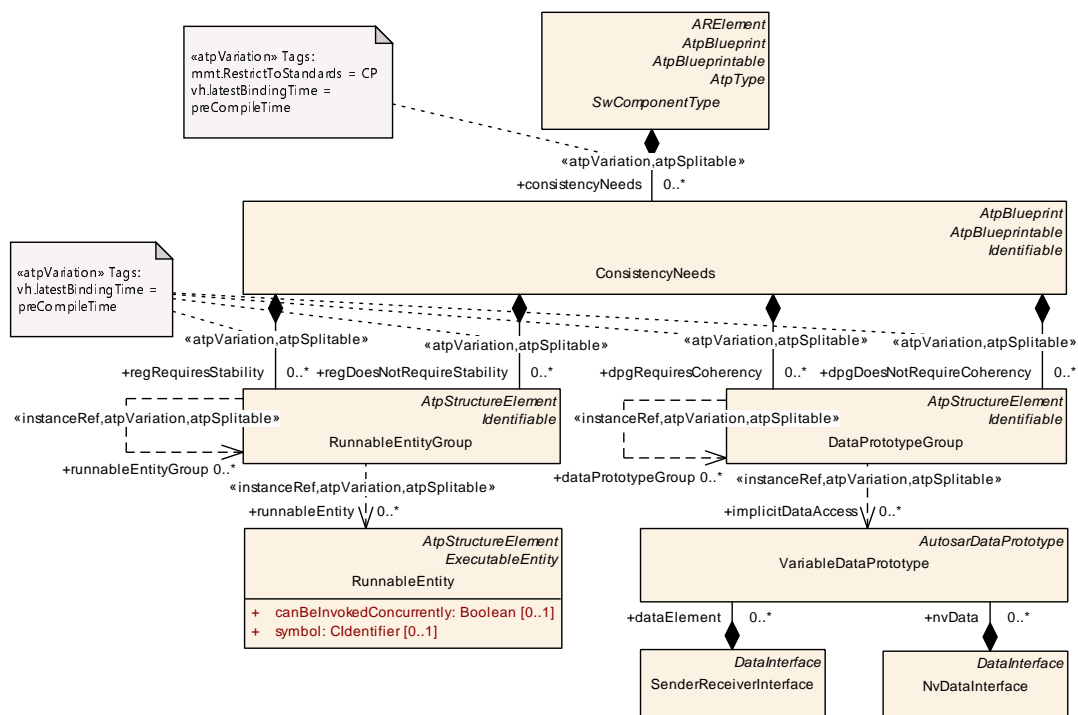 ARElement
AtpBlueprint
AtpBlueprintable
AtpType
SwComponentType
«atpVariation» Tags:
mmt.RestrictToStandards = CP
vh.latestBindingTime =
preCompileTime
«atpVariation,atpSplitable»
+consistencyNeeds 0..*
AtpBlueprint
AtpBlueprintable
Identifiable
ConsistencyNeeds
«atpVariation» Tags:
vh.latestBindingTime =
preCompileTime
«atpVariation,atpSplitable» «atpVariation,atpSplitable» «atpVariation,atpSplitable» «atpVariation,atpSplitable»
+regRequiresStability 0..* +regDoesNotRequireStability 0..* +dpgRequiresCoherency 0..* +dpgDoesNotRequireCoherency 0..*
AtpStructureElement
Identifiable
RunnableEntityGroup
«instanceRef,atpVariation,atpSplitable»
+runnableEntityGroup 0..*
AtpStructureElement
Identifiable
DataPrototypeGroup
«instanceRef,atpVariation,atpSplitable»
+dataPrototypeGroup 0..*
«instanceRef,atpVariation,atpSplitable»
+runnableEntity 0..*
«instanceRef,atpVariation,atpSplitable»
+implicitDataAccess 0..*
AtpStructureElement
ExecutableEntity
RunnableEntity
+ canBeInvokedConcurrently: Boolean [0..1]
+ symbol: CIdentifier [0..1]
AutosarDataPrototype
VariableDataPrototype
+dataElement 0..* +nvData 0..*
DataInterface
SenderReceiverInterface
DataInterface
NvDataInterface